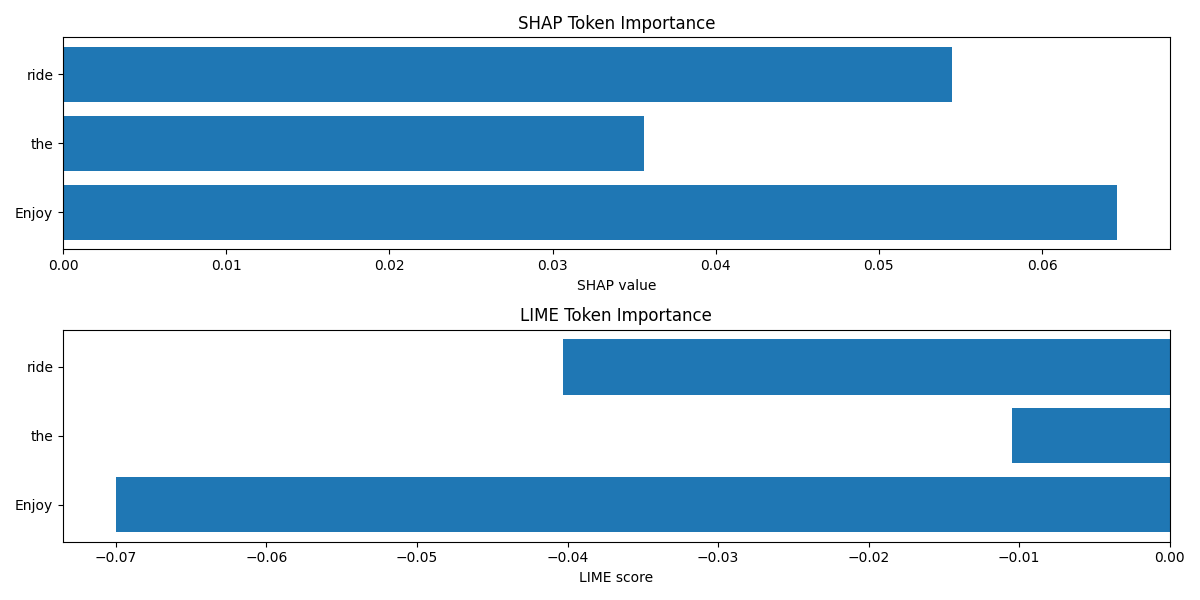 SHAP Token Importance
ride
the
Enjoy
0.00 0.01 0.02 0.03 0.04 0.05 0.06
SHAP value
LIME Token Importance
ride
the
Enjoy
−0.07 −0.06 −0.05 −0.04 −0.03 −0.02 −0.01 0.00
LIME score